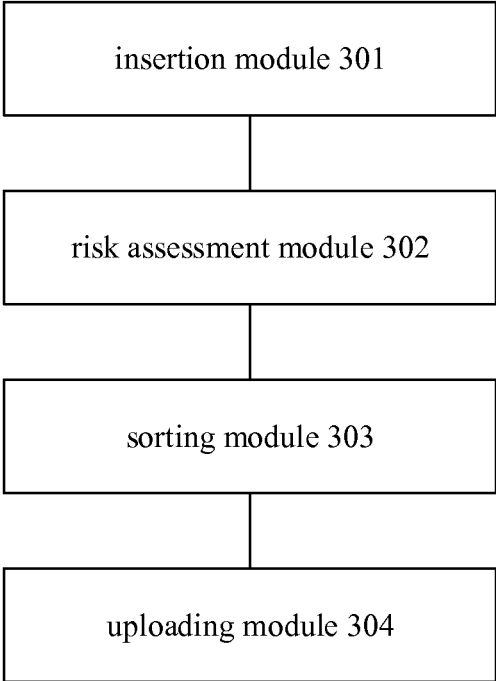 insertion module 301
risk assessment module 302
sorting module 303
uploading module 304